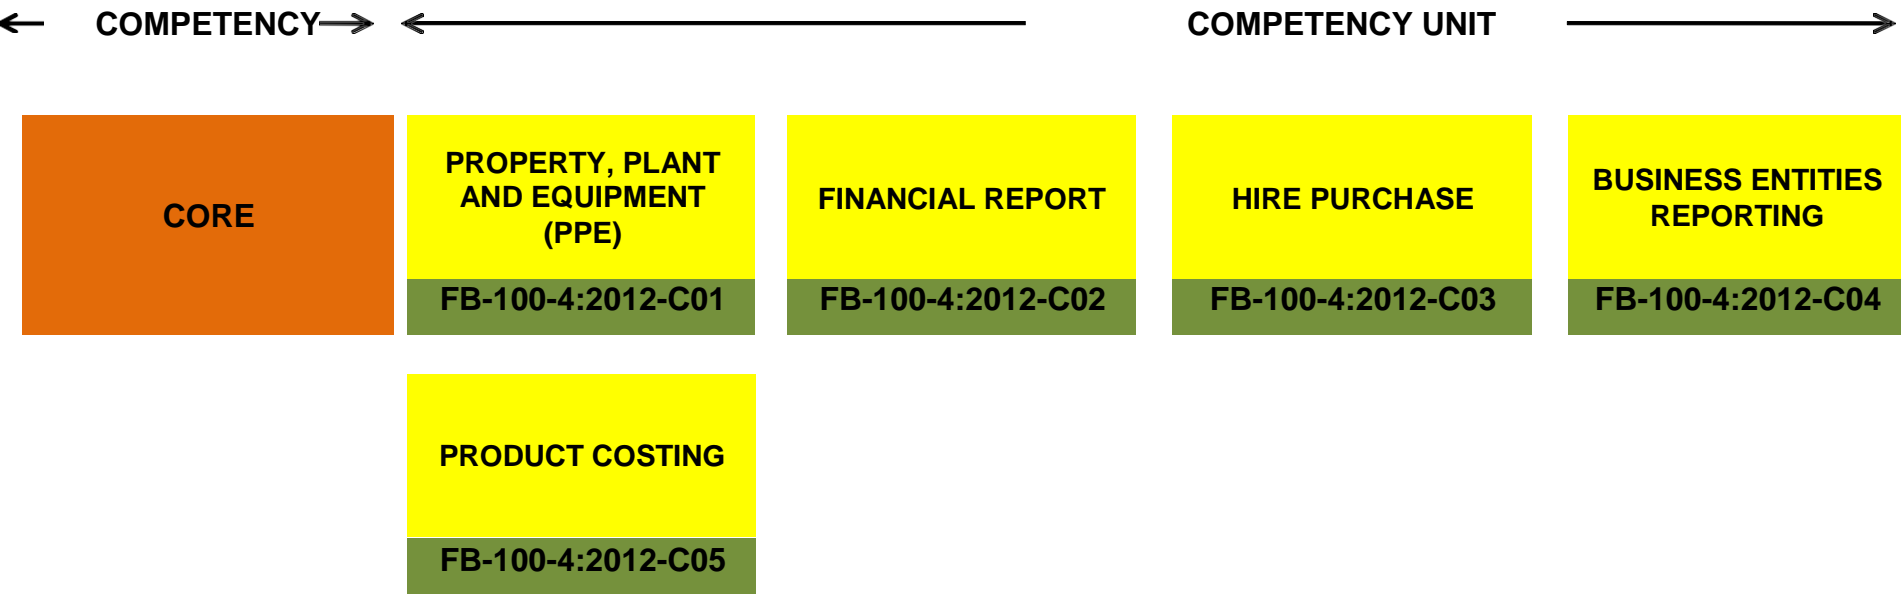 COMPETENCY
COMPETENCY UNIT
CORE
PROPERTY, PLANT
AND EQUIPMENT
(PPE)
FB-100-4:2012-C01
FINANCIAL REPORT
FB-100-4:2012-C02
HIRE PURCHASE
FB-100-4:2012-C03
BUSINESS ENTITIES
REPORTING
FB-100-4:2012-C04
PRODUCT COSTING
FB-100-4:2012-C05